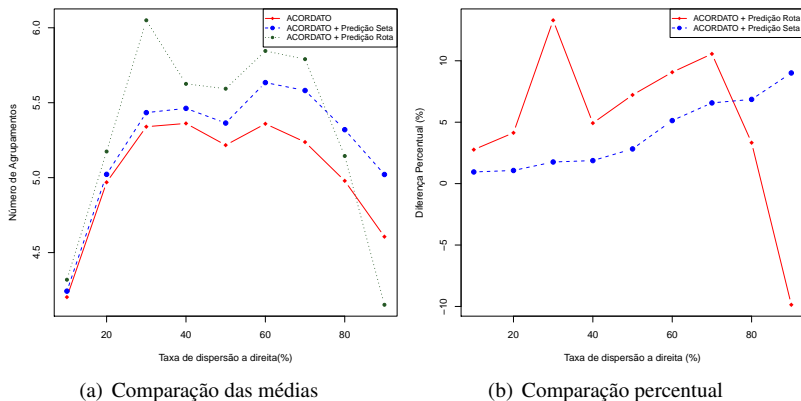 ACORDATO
ACORDATO + Predição Seta
ACORDATO + Predição Rota
Número de Agrupamentos
6.0
5.5
5.0
4.5
20
40
60
80
Taxa de dispersão a direita(%)
(a) Comparação das médias
ACORDATO + Predição Rota
ACORDATO + Predição Seta
Diferença Percentual (%)
10
5
0
−5
−10
20
40
60
80
Taxa de dispersão a direita (%)
(b) Comparação percentual